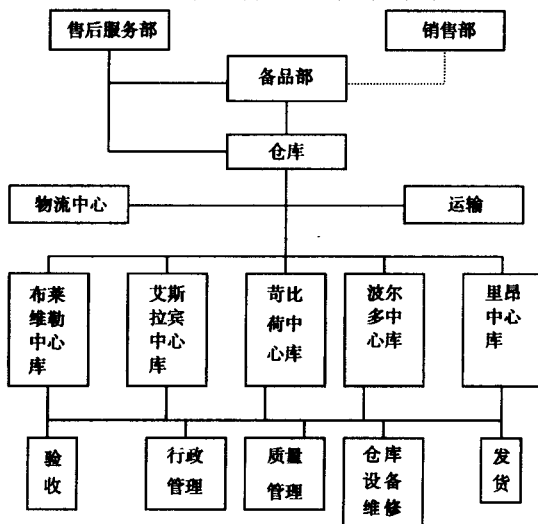 售后服务部
销售部
备品部
仓库
物流中心
运输
布莱
维勒
中心
库
艾斯
拉宾
中心
库
苛比
荷中
心库
波尔
多中
心库
里昂
中心
库
验
收
行政
管理
质量
管理
仓库
设备
维修
发
货